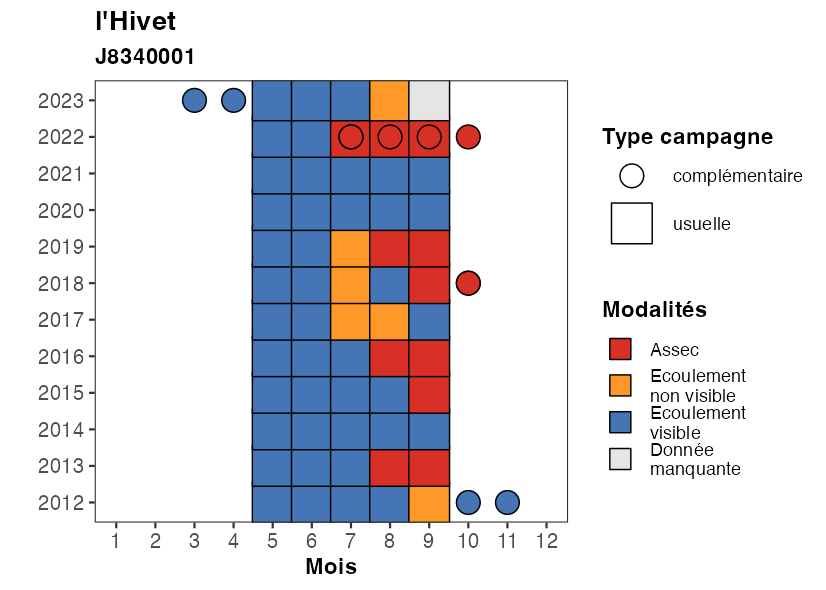 l'Hivet
J8340001
2023
2022
2021
2020
2019
2018
2017
2016
2015
2014
2013
2012
1 2 3 4 5 6 7 8 9 10 11 12
Mois
Type campagne
complémentaire
usuelle
Modalités
Assec
Ecoulement
non visible
Ecoulement
visible
Donnée
manquante